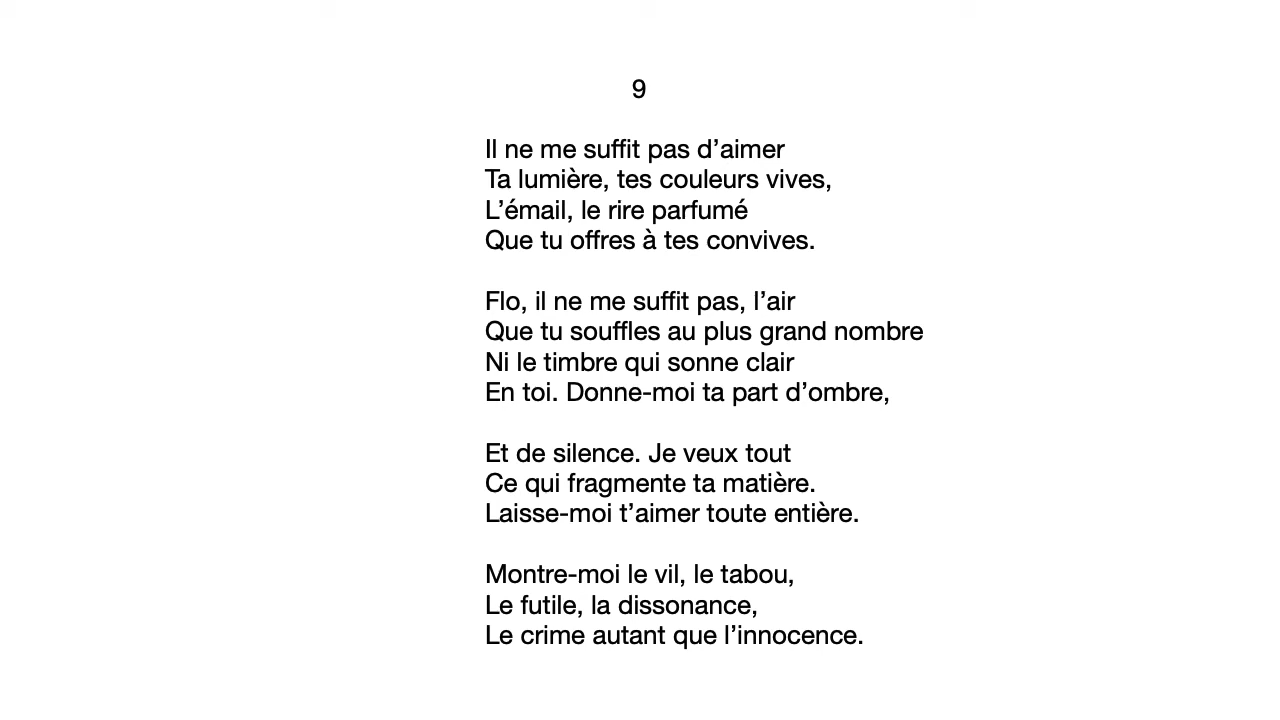 9
Il ne me suffit pas d’aimer
Ta lumière, tes couleurs vives,
L’émail, le rire parfumé
Que tu offres à tes convives.
Flo, il ne me suffit pas, l’air
Que tu souffles au plus grand nombre
Ni le timbre qui sonne clair
En toi. Donne-moi ta part d’ombre,
Et de silence. Je veux tout
Ce qui fragmente ta matière.
Laisse-moi t’aimer toute entière.
Montre-moi le vil, le tabou,
Le futile, la dissonance,
Le crime autant que l’innocence.